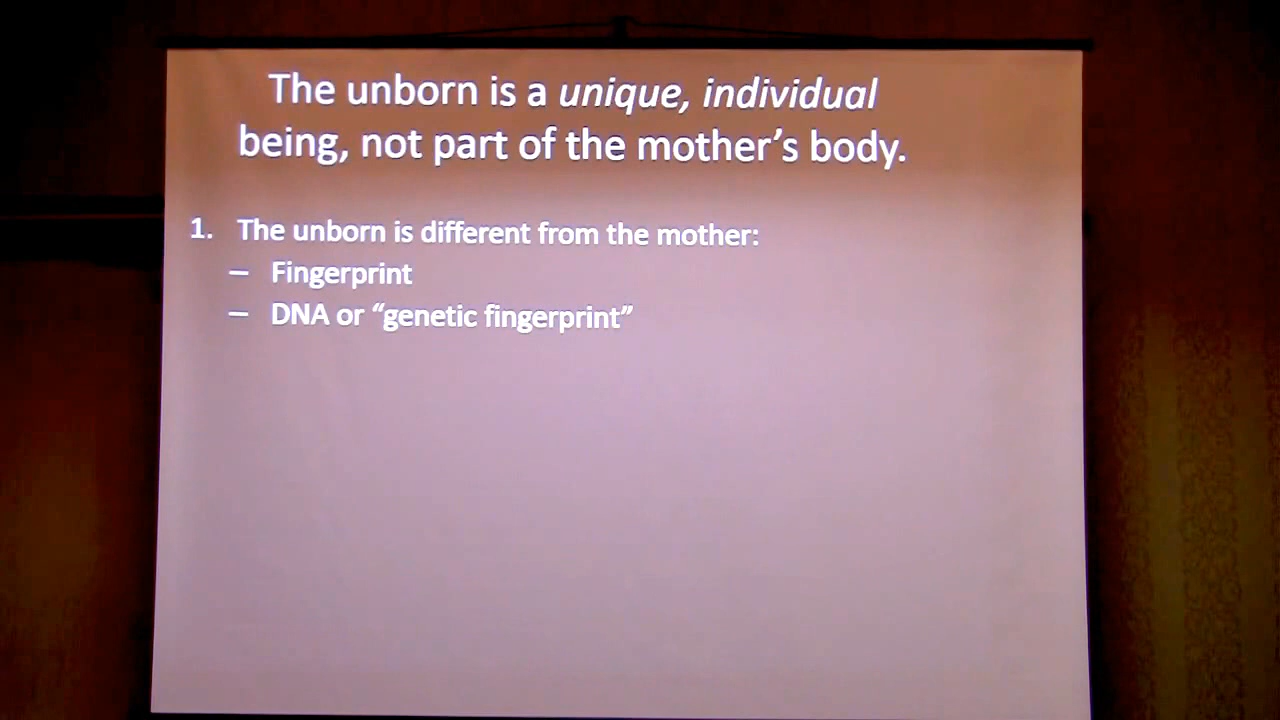 The unborn is a unique, individual
being, not part of the mother’s body.
1. The unborn is different from the mother:
– Fingerprint
– DNA or “genetic fingerprint”